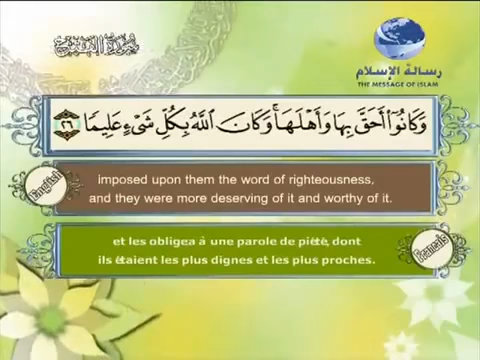 سورة الفتح
رسالة الإسلام
THE MESSAGE OF ISLAM
وَكَانُوٓا۟ أَحَقَّ بِهَا وَأَهْلَهَا ۚ وَكَانَ ٱللَّهُ بِكُلِّ شَىْءٍ عَلِيمًا ٢٦
English
imposed upon them the word of righteousness,
and they were more deserving of it and worthy of it.
et les obligea à une parole de piété, dont
ils étaient les plus dignes et les plus proches.
Francais